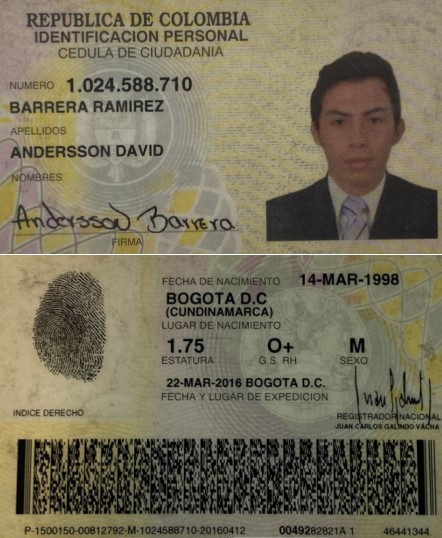 REPUBLICA DE COLOMBIA
IDENTIFICACION PERSONAL
CEDULA DE CIUDADANIA
NUMERO 1.024.588.710
BARRERA RAMIREZ
APELLIDOS
ANDERSSON DAVID
NOMBRES
Andersson Barrera
FIRMA
FECHA DE NACIMIENTO 14-MAR-1998
BOGOTA D.C
(CUNDINAMARCA)
LUGAR DE NACIMIENTO
1.75 O+ M
ESTATURA G.S. RH SEXO
22-MAR-2016 BOGOTA D.C.
FECHA Y LUGAR DE EXPEDICION
INDICE DERECHO
REGISTRADOR NACIONAL
JUAN CARLOS GALINDO VACHA
P-1500150-00812792-M-1024588710-20160412 0049282821A 1 46441344